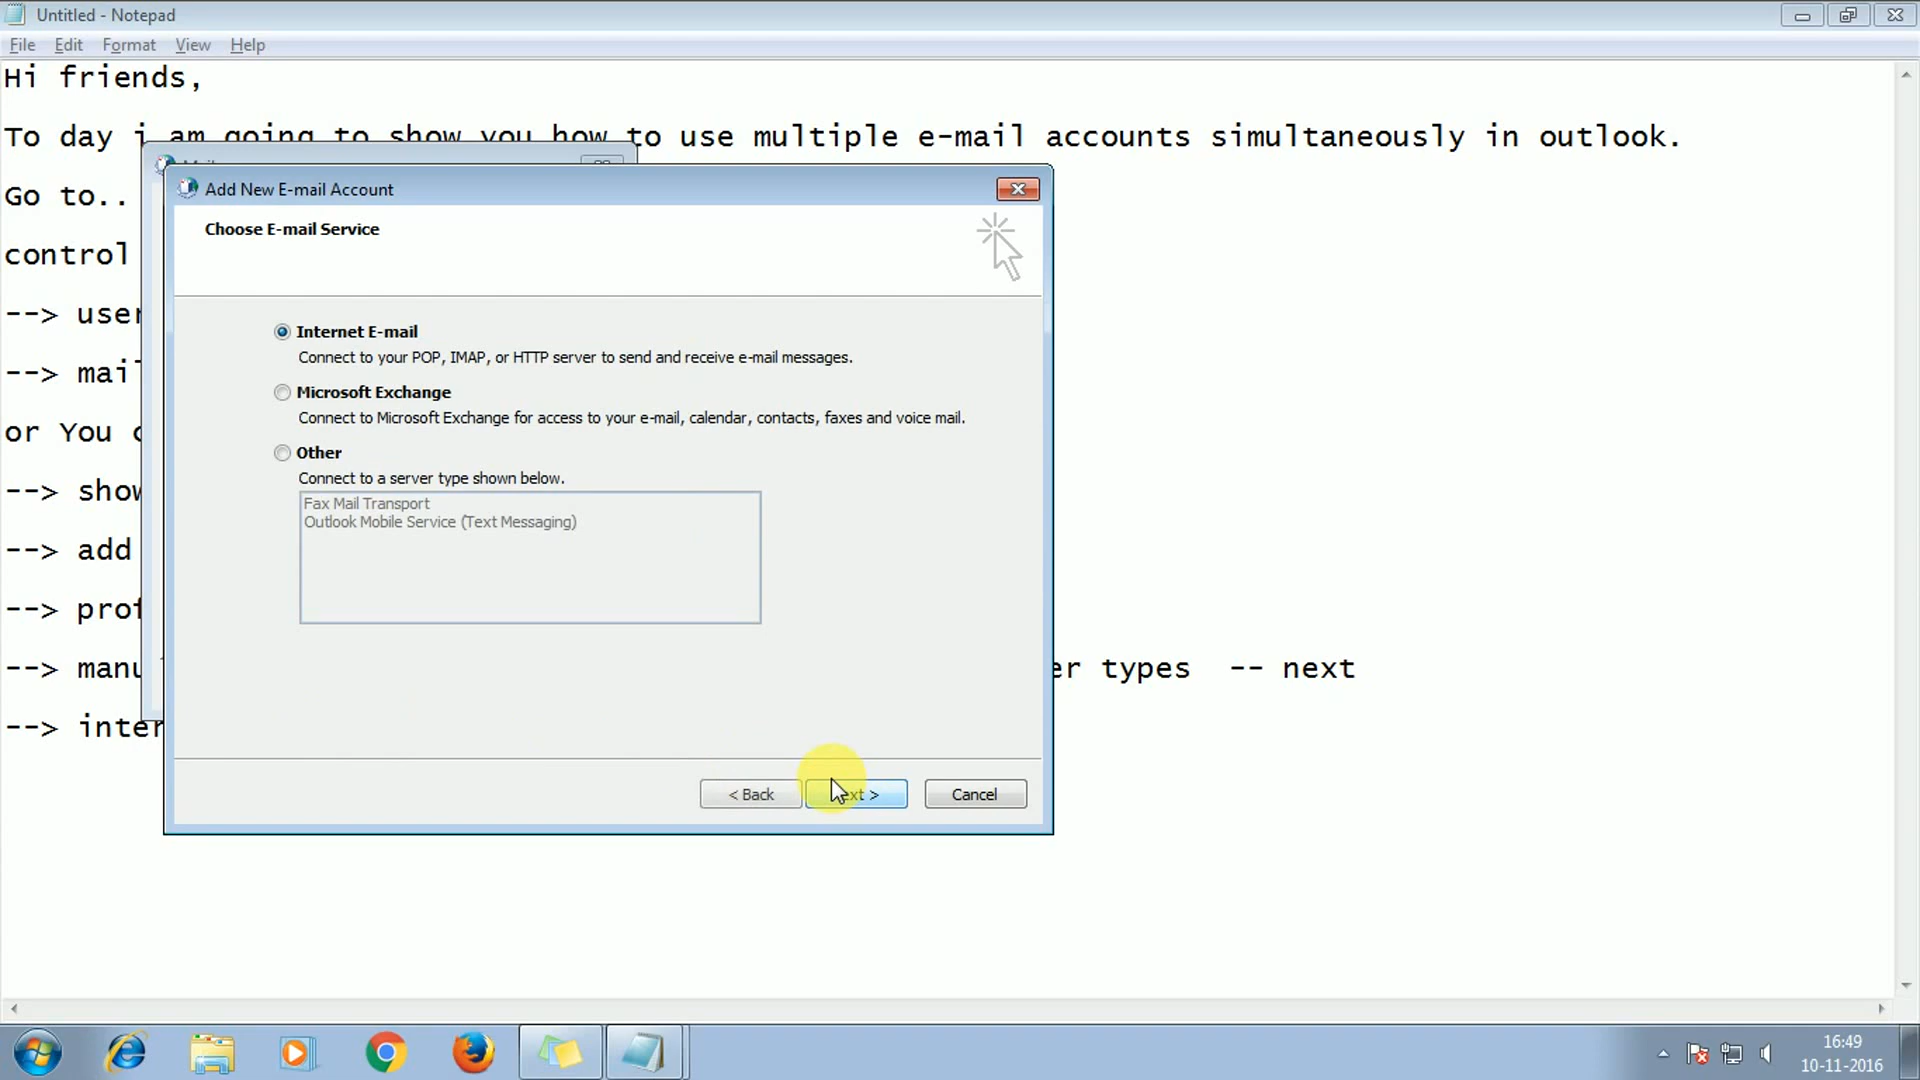 Untitled - Notepad
File Edit Format View Help
Hi friends,
To day i am going to show you how to use multiple e-mail accounts simultaneously in outlook.
Go to..
control
--> user
--> mail
or You
--> show
--> add
--> prof
--> manu er types -- next
--> inter
Mail
Add New E-mail Account
Choose E-mail Service
Internet E-mail
Connect to your POP, IMAP, or HTTP server to send and receive e-mail messages.
Microsoft Exchange
Connect to Microsoft Exchange for access to your e-mail, calendar, contacts, faxes and voice mail.
Other
Connect to a server type shown below.
Fax Mail Transport
Outlook Mobile Service (Text Messaging)
< Back
Next >
Cancel
16:49
10-11-2016